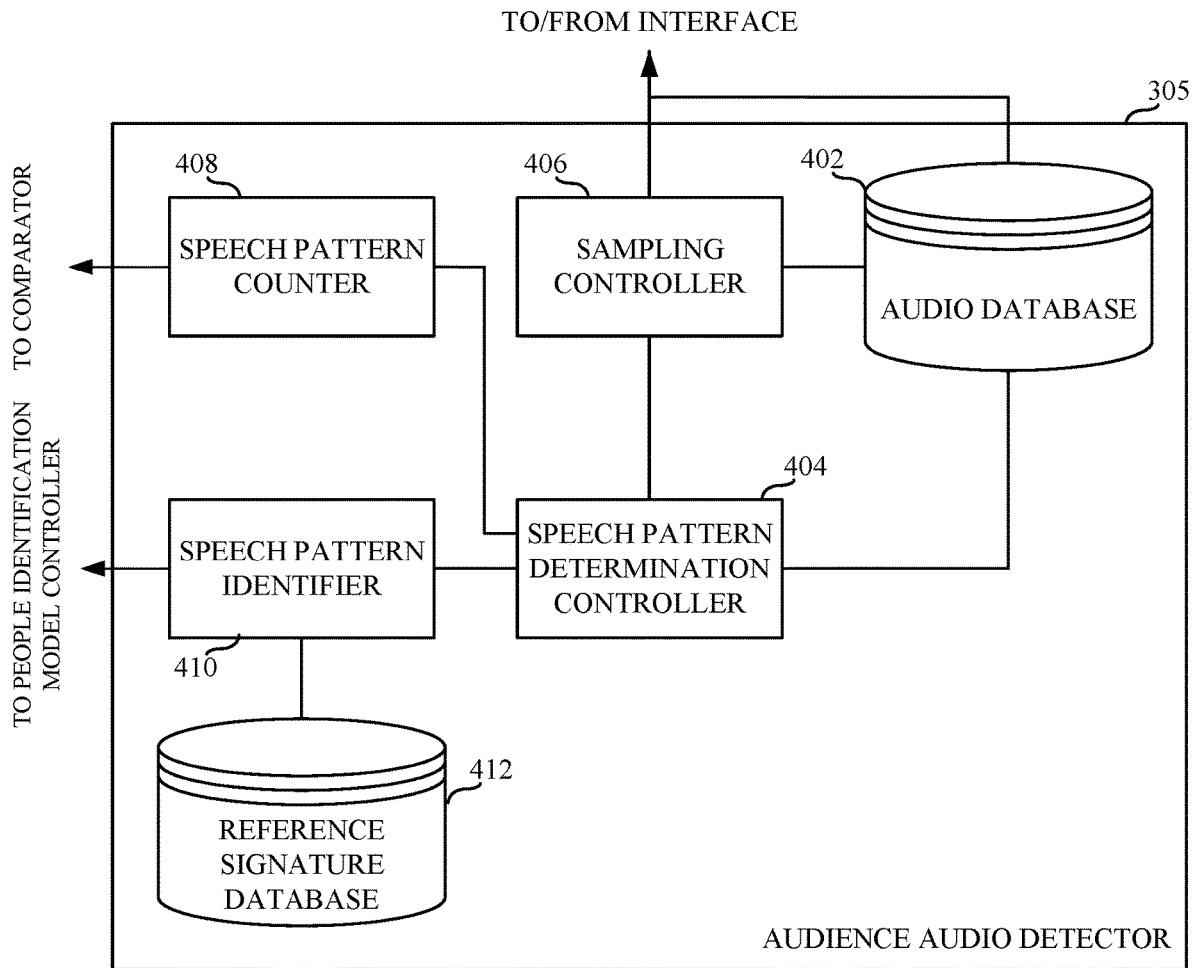 TO/FROM INTERFACE
305
408
406
402
TO COMPARATOR
SPEECH PATTERN
COUNTER
SAMPLING
CONTROLLER
AUDIO DATABASE
404
TO PEOPLE IDENTIFICATION
MODEL CONTROLLER
SPEECH PATTERN
IDENTIFIER
SPEECH PATTERN
DETERMINATION
CONTROLLER
410
412
REFERENCE
SIGNATURE
DATABASE
AUDIENCE AUDIO DETECTOR